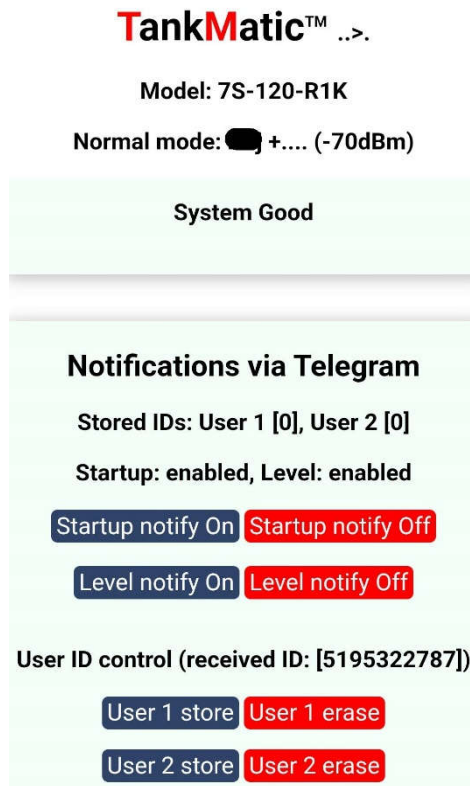 TankMatic™ ..>.
Model: 7S-120-R1K
Normal mode: +.... (-70dBm)
System Good
Notifications via Telegram
Stored IDs: User 1 [0], User 2 [0]
Startup: enabled, Level: enabled
Startup notify On Startup notify Off
Level notify On Level notify Off
User ID control (received ID: [5195322787])
User 1 store User 1 erase
User 2 store User 2 erase